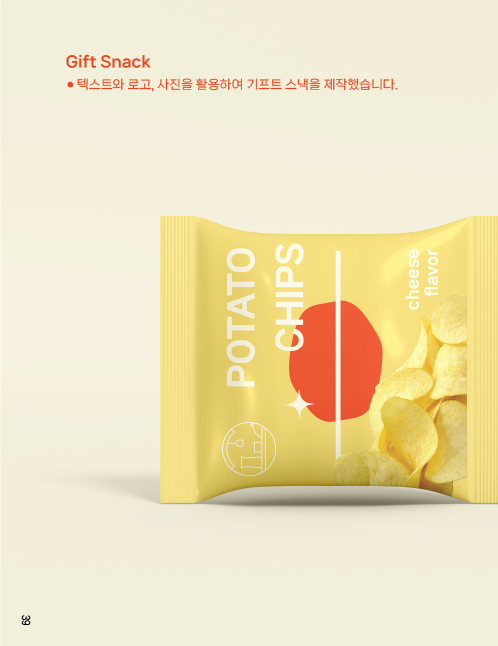 Gift Snack
● 텍스트와 로고, 사진을 활용하여 기프트 스낵을 제작했습니다.
POTATO
CHIPS
cheese
flavor
39